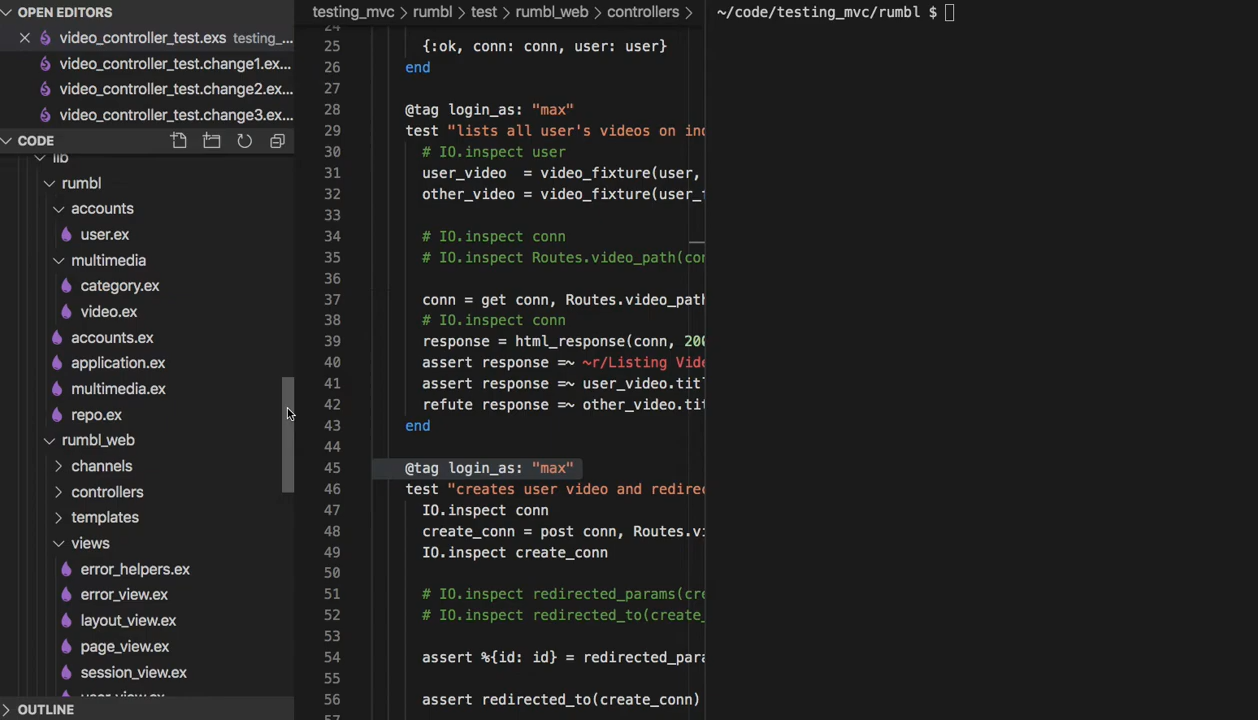 OPEN EDITORS
video_controller_test.exs testing_...
video_controller_test.change1.ex...
video_controller_test.change2.ex...
video_controller_test.change3.ex...
CODE
lib
rumbl
accounts
user.ex
multimedia
category.ex
video.ex
accounts.ex
application.ex
multimedia.ex
repo.ex
rumbl_web
channels
controllers
templates
views
error_helpers.ex
error_view.ex
layout_view.ex
page_view.ex
session_view.ex
user_view.ex
OUTLINE
testing_mvc > rumbl > test > rumbl_web > controllers >
24
25 {:ok, conn: conn, user: user}
26 end
27
28 @tag login_as: "max"
29 test "lists all user's videos on ind
30 # IO.inspect user
31 user_video  = video_fixture(user,
32 other_video = video_fixture(user_f
33
34 # IO.inspect conn
35 # IO.inspect Routes.video_path(con
36
37 conn = get conn, Routes.video_path
38 # IO.inspect conn
39 response = html_response(conn, 200
40 assert response =~ ~r/Listing Vide
41 assert response =~ user_video.titl
42 refute response =~ other_video.tit
43 end
44
45 @tag login_as: "max"
46 test "creates user video and redirec
47 IO.inspect conn
48 create_conn = post conn, Routes.vi
49 IO.inspect create_conn
50
51 # IO.inspect redirected_params(cre
52 # IO.inspect redirected_to(create_
53
54 assert %{id: id} = redirected_para
55
56 assert redirected_to(create_conn)
57
~/code/testing_mvc/rumbl $